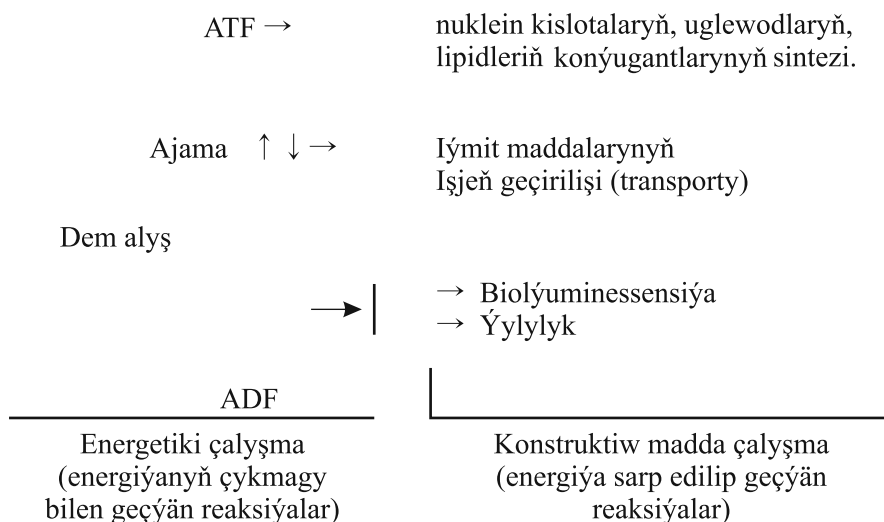 ATF → nuklein kislotalaryň, uglewodlaryň,
lipidleriň konýugantlarynyň sintezi.
Ajama ↑ ↓ → Iýmit maddalarynyň
Işjeň geçirilişi (transporty)
Dem alyş
→ Biolýuminessensiýa
→ Ýylylyk
ADF
Energetiki çalyşma
(energiýanyň çykmagy
bilen geçýän reaksiýalar)
Konstruktiw madda çalyşma
(energiýa sarp edilip geçýän
reaksiýalar)